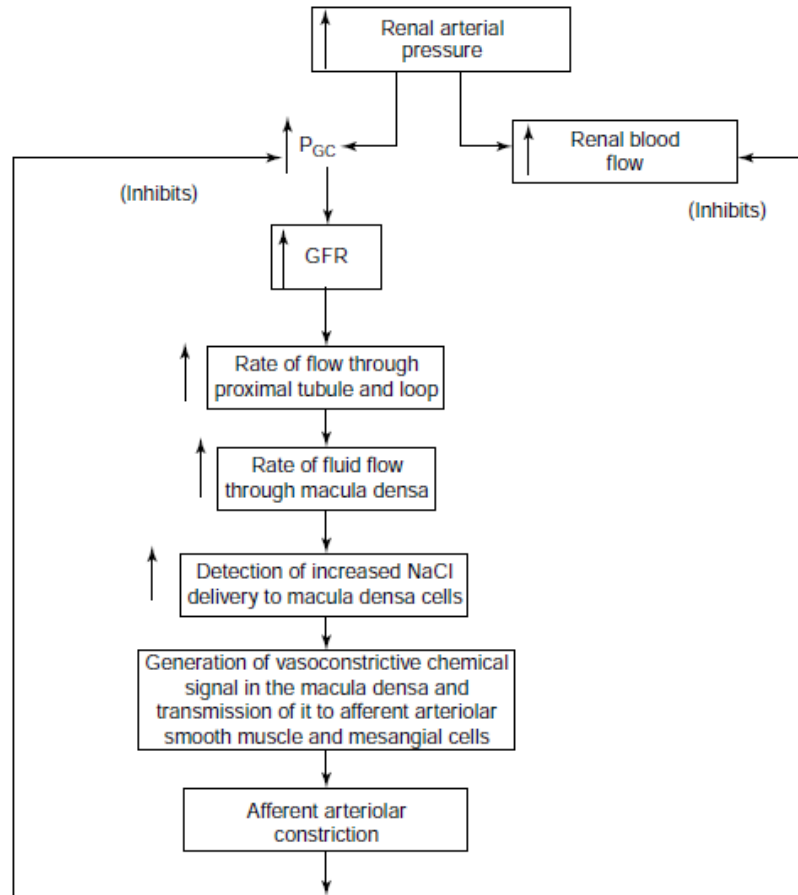 Renal arterial
pressure
P_GC
Renal blood
flow
(Inhibits)
(Inhibits)
GFR
Rate of flow through
proximal tubule and loop
Rate of fluid flow
through macula densa
Detection of increased NaCl
delivery to macula densa cells
Generation of vasoconstrictive chemical
signal in the macula densa and
transmission of it to afferent arteriolar
smooth muscle and mesangial cells
Afferent arteriolar
constriction